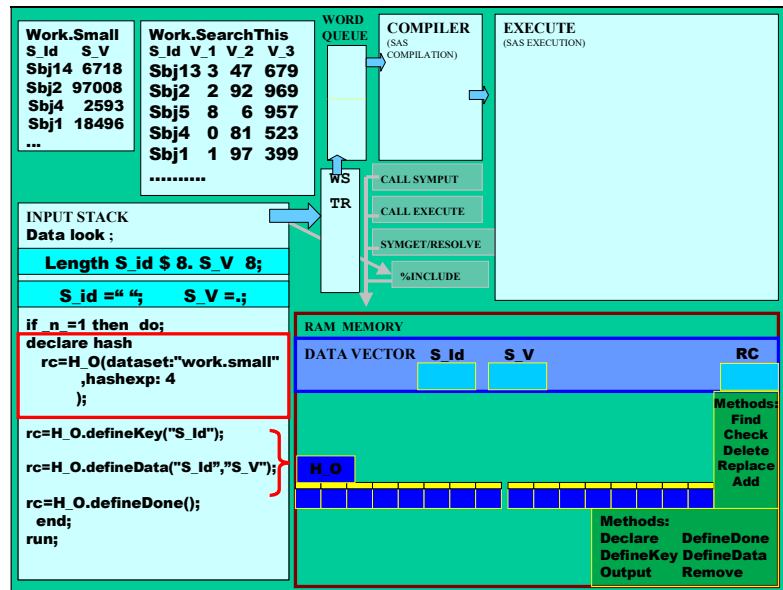 Work.Small
S_Id S_V
Sbj14 6718
Sbj2 97008
Sbj4 2593
Sbj1 18496
...
Work.SearchThis
S_Id V_1 V_2 V_3
Sbj13 3 47 679
Sbj2 2 92 969
Sbj5 8 6 957
Sbj4 0 81 523
Sbj1 1 97 399
..........
WORD
QUEUE
COMPILER
(SAS
COMPILATION)
EXECUTE
(SAS EXECUTION)
WS
TR
CALL SYMPUT
CALL EXECUTE
SYMGET/RESOLVE
%INCLUDE
INPUT STACK
Data look ;
Length S_id $ 8. S_V 8;
S_id =“ “; S_V =.;
if _n_=1 then do;
declare hash
rc=H_O(dataset:"work.small"
,hashexp: 4
);
rc=H_O.defineKey("S_Id");
rc=H_O.defineData("S_Id”,”S_V");
rc=H_O.defineDone();
end;
run;
RAM MEMORY
DATA VECTOR S_Id S_V RC
H_O
Methods:
Find
Check
Delete
Replace
Add
Methods:
Declare DefineDone
DefineKey DefineData
Output Remove